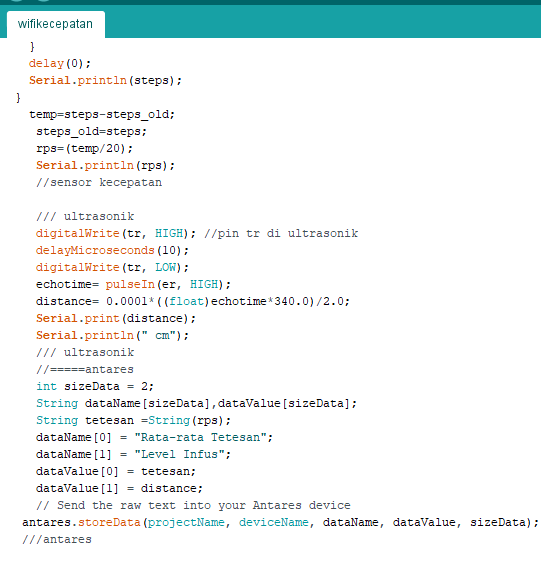 wifikecepatan
}
delay(0);
Serial.println(steps);
}
temp=steps-steps_old;
steps_old=steps;
rps=(temp/20);
Serial.println(rps);
//sensor kecepatan
/// ultrasonik
digitalWrite(tr, HIGH); //pin tr di ultrasonik
delayMicroseconds(10);
digitalWrite(tr, LOW);
echotime= pulseIn(er, HIGH);
distance= 0.0001*((float)echotime*340.0)/2.0;
Serial.print(distance);
Serial.println(" cm");
/// ultrasonik
//=====antares
int sizeData = 2;
String dataName[sizeData],dataValue[sizeData];
String tetesan =String(rps);
dataName[0] = "Rata-rata Tetesan";
dataName[1] = "Level Infus";
dataValue[0] = tetesan;
dataValue[1] = distance;
// Send the raw text into your Antares device
antares.storeData(projectName, deviceName, dataName, dataValue, sizeData);
///antares